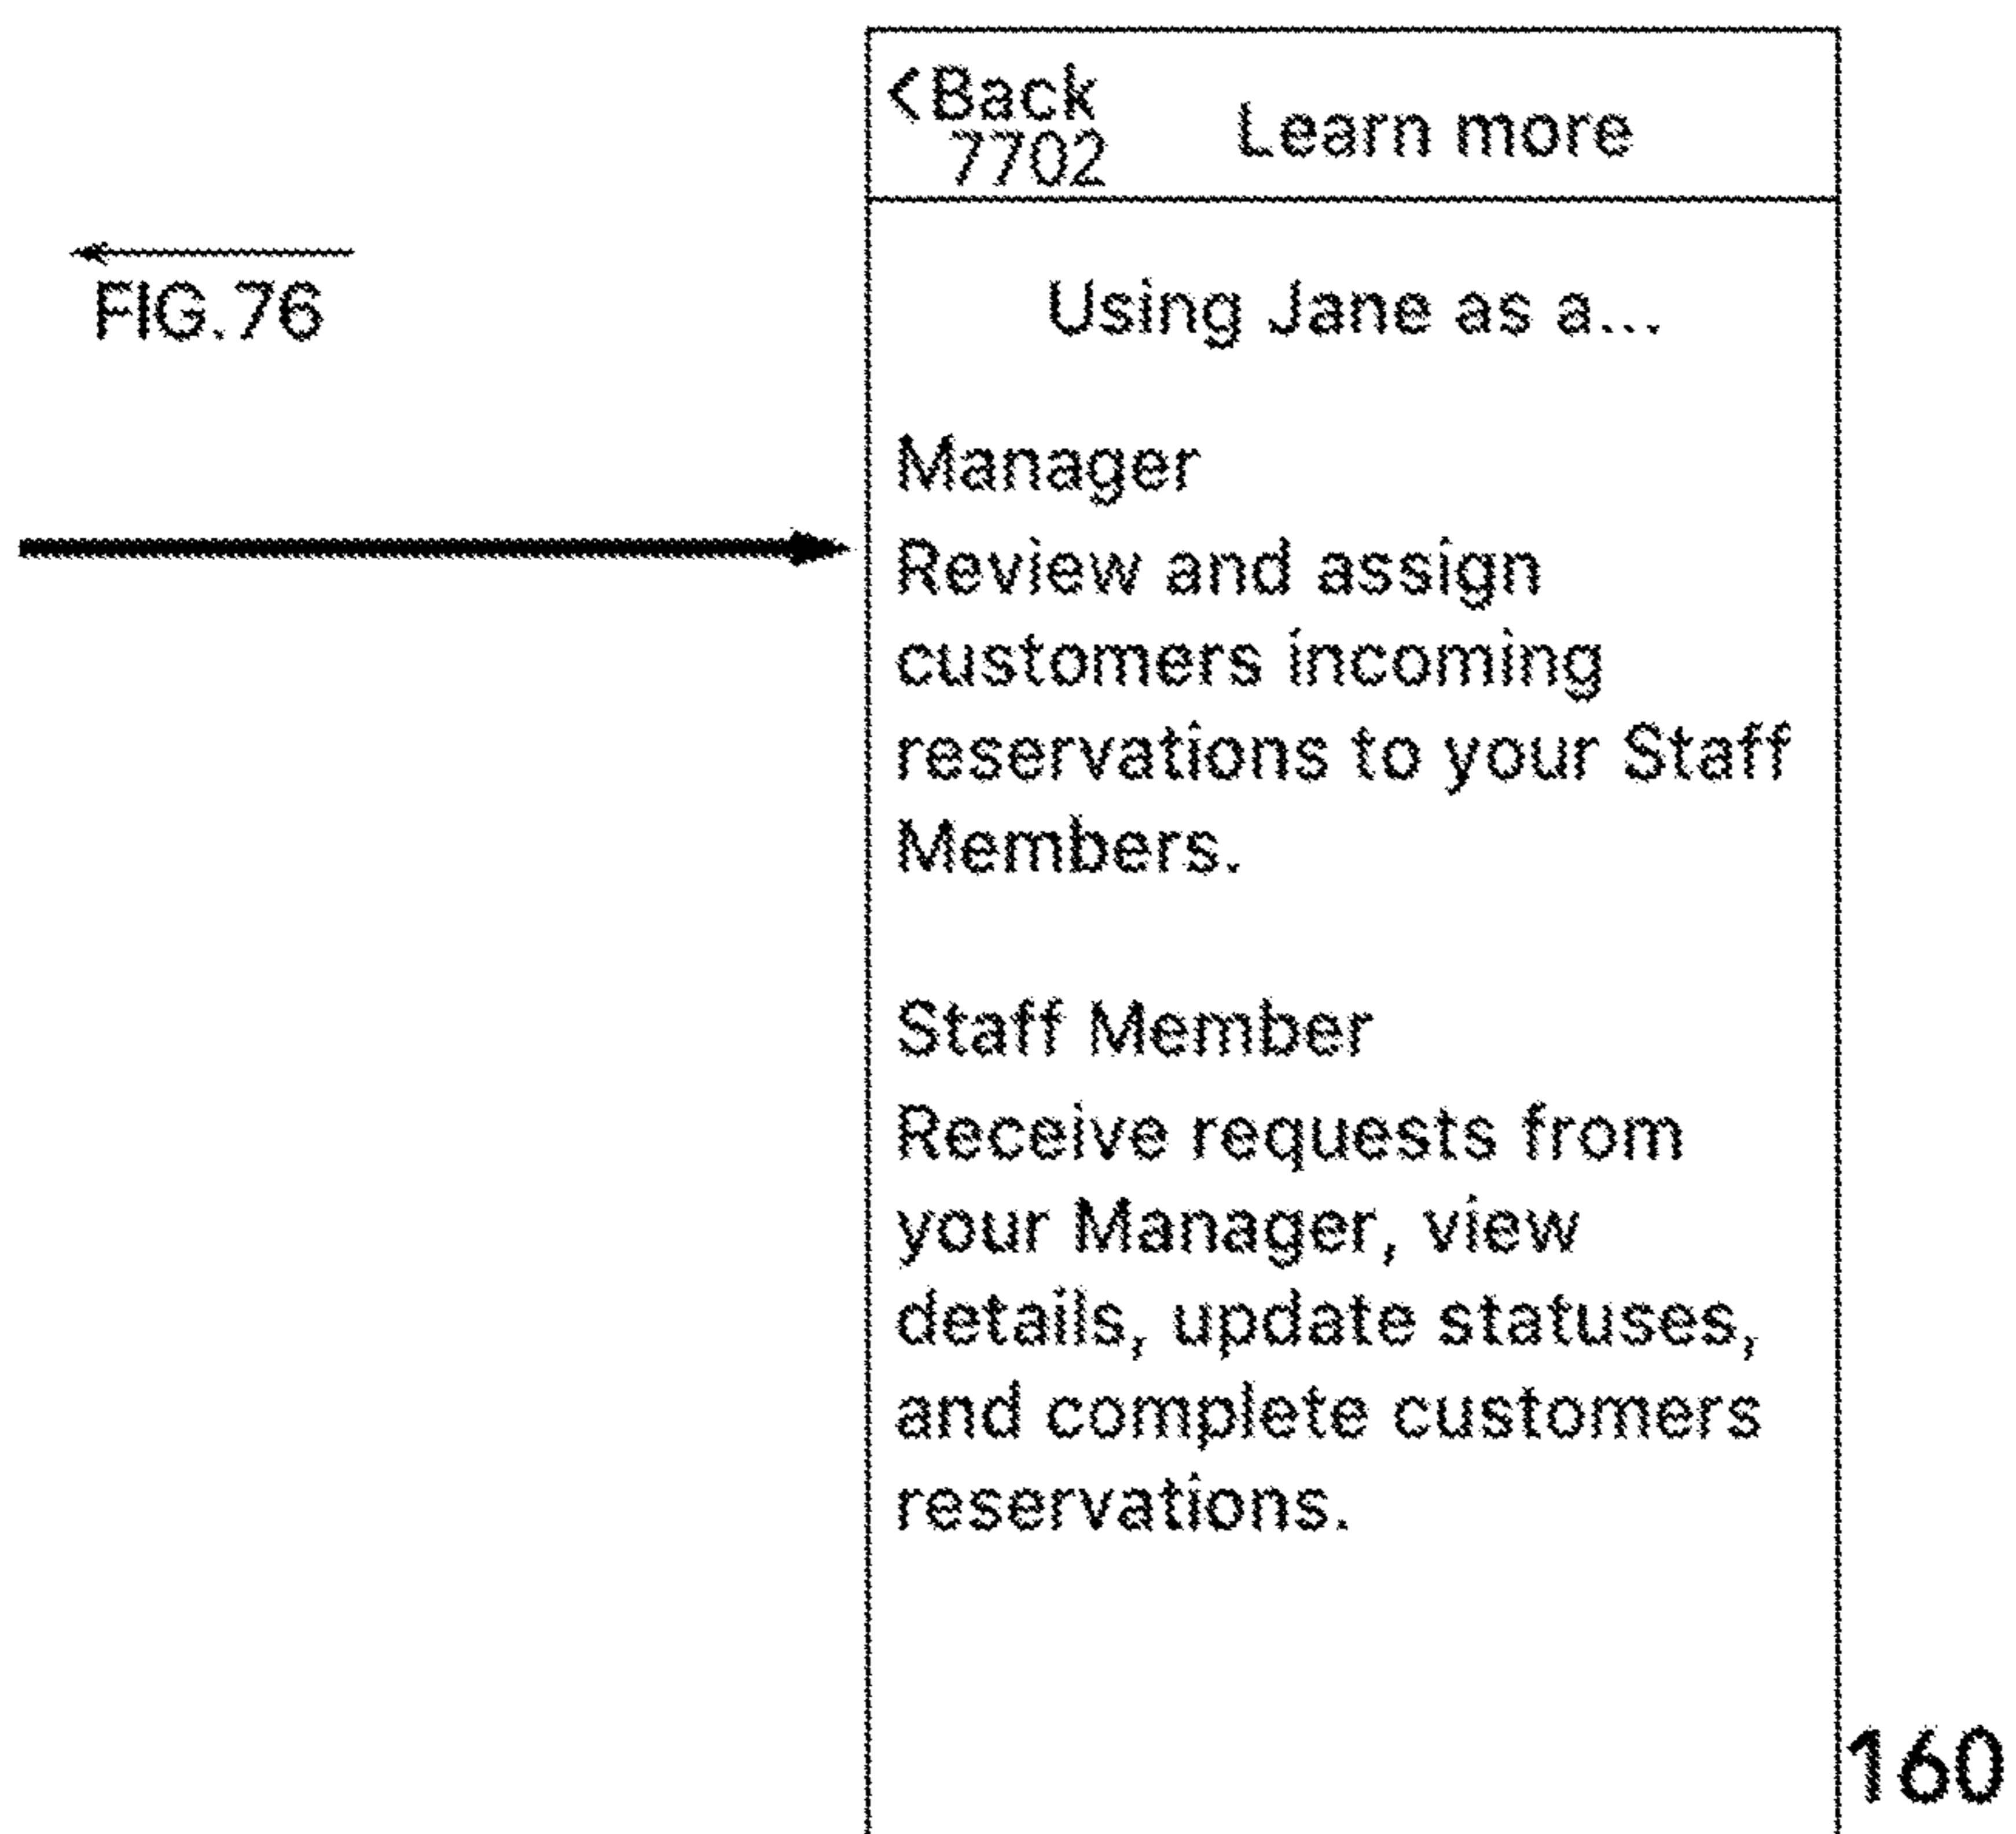 <Back
7702
Learn more
FIG.76
Using Jane as a...
Manager
Review and assign
customers incoming
reservations to your Staff
Members.
Staff Member
Receive requests from
your Manager, view
details, update statuses,
and complete customers
reservations.
160